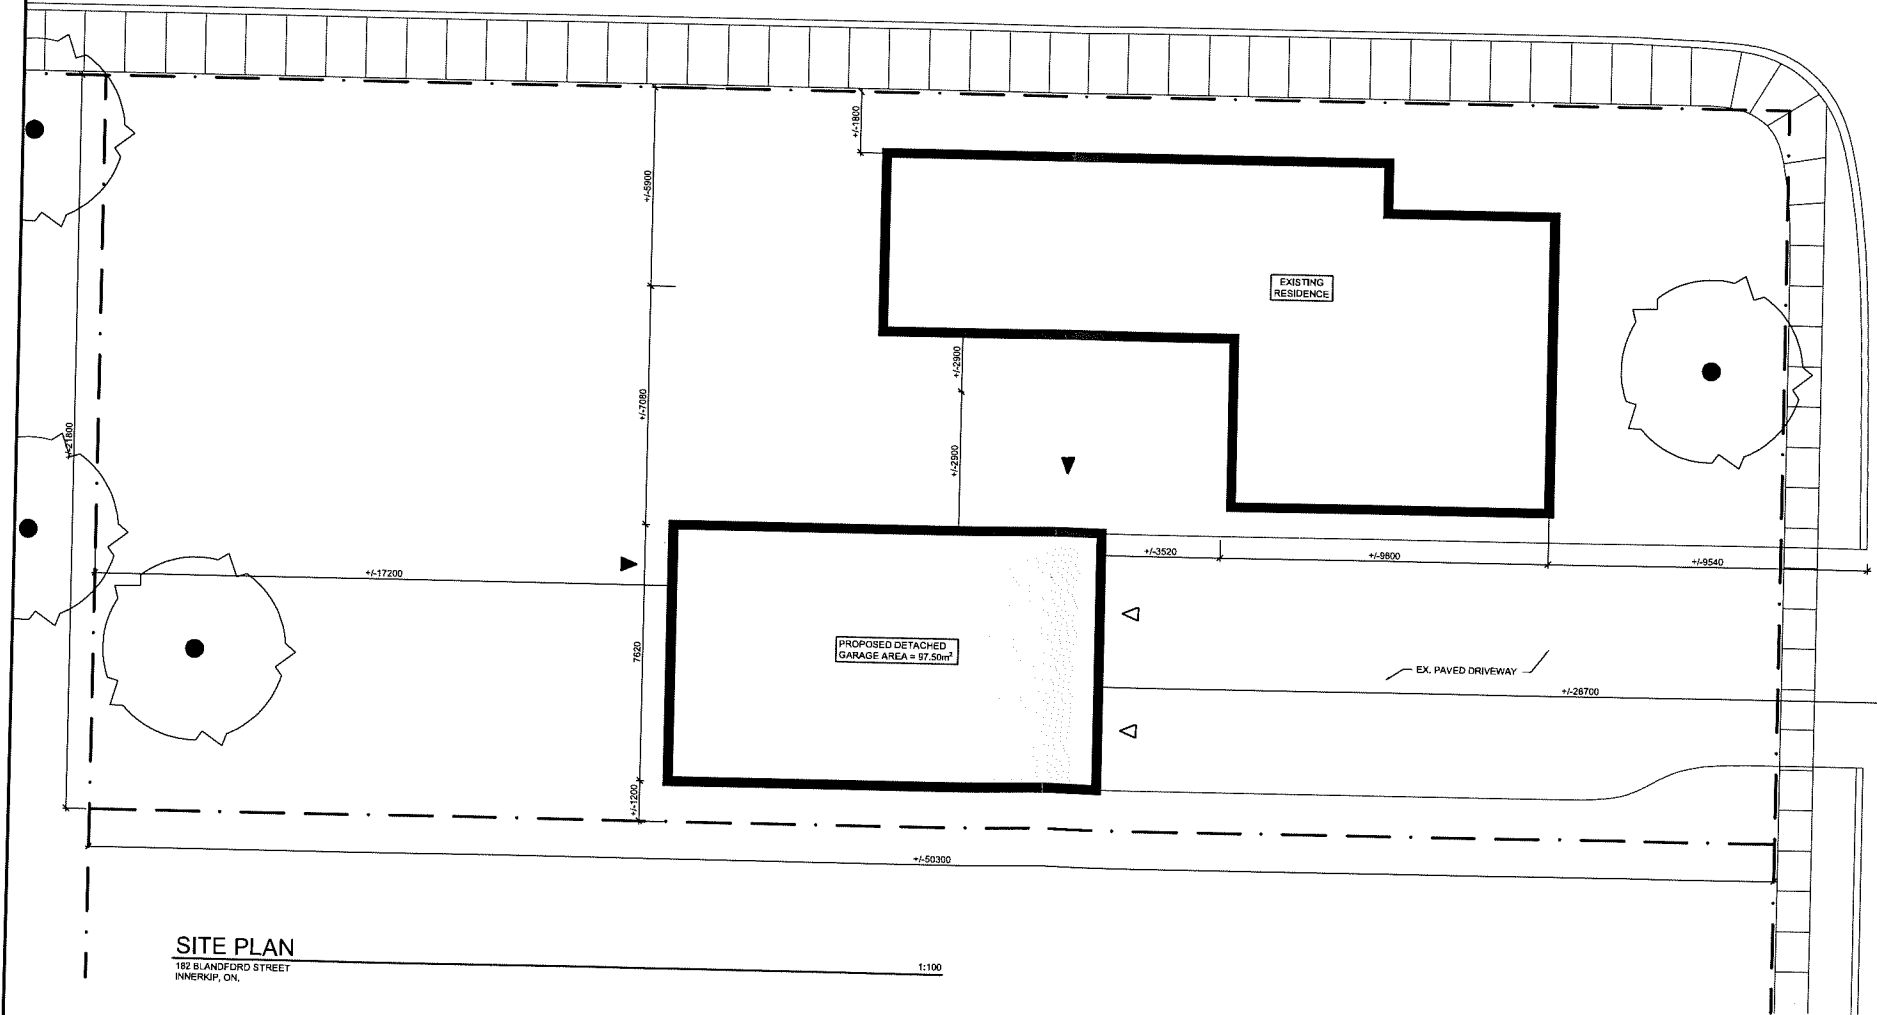 +/-1800
+/-5900
EXISTING
RESIDENCE
+/-2900
+/-7080
+/-21800
+/-2900
+/-3520
+/-9800
+/-9540
+/-17200
PROPOSED DETACHED
GARAGE AREA = 97.50m²
7620
EX. PAVED DRIVEWAY
+/-26700
+/-1200
+/-50300
SITE PLAN
182 BLANDFORD STREET
1:100
INNERKIP, ON.